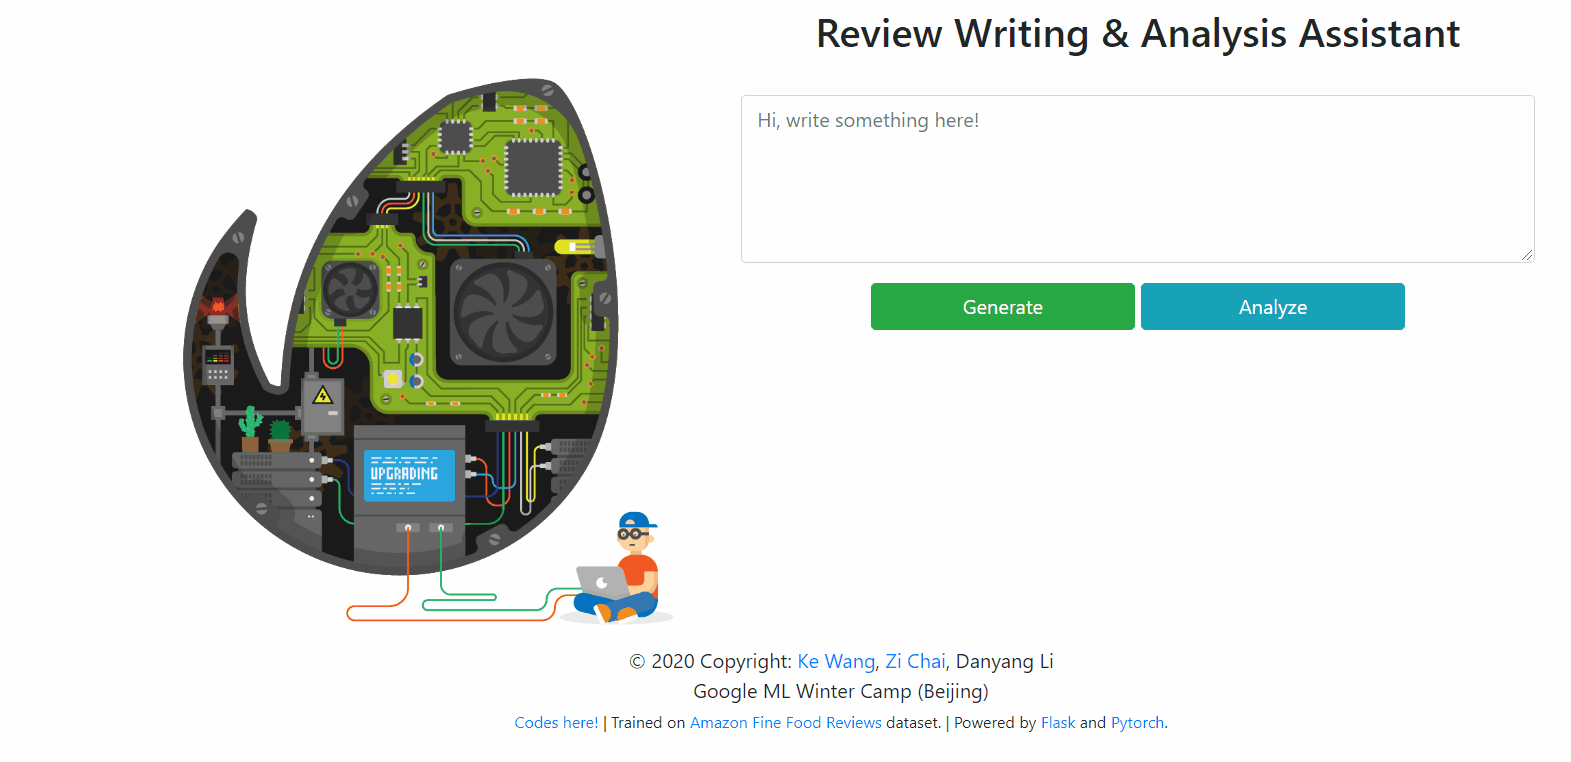 Review Writing & Analysis Assistant
Hi, write something here!
Generate
Analyze
UPGRADING
© 2020 Copyright: Ke Wang, Zi Chai, Danyang Li
Google ML Winter Camp (Beijing)
Codes here! | Trained on Amazon Fine Food Reviews dataset. | Powered by Flask and Pytorch.